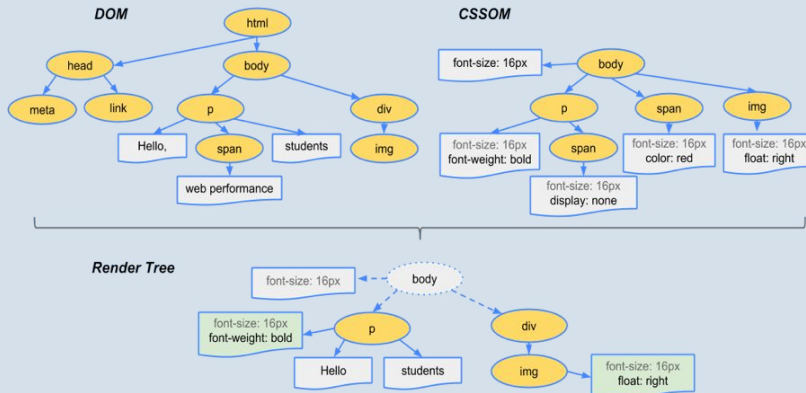 DOM
html
head
body
meta
link
p
div
Hello,
span
students
img
web performance
CSSOM
font-size: 16px
body
p
span
img
font-size: 16px
font-weight: bold
span
font-size: 16px
color: red
font-size: 16px
float: right
font-size: 16px
display: none
Render Tree
font-size: 16px
body
font-size: 16px
font-weight: bold
p
div
Hello
students
img
font-size: 16px
float: right